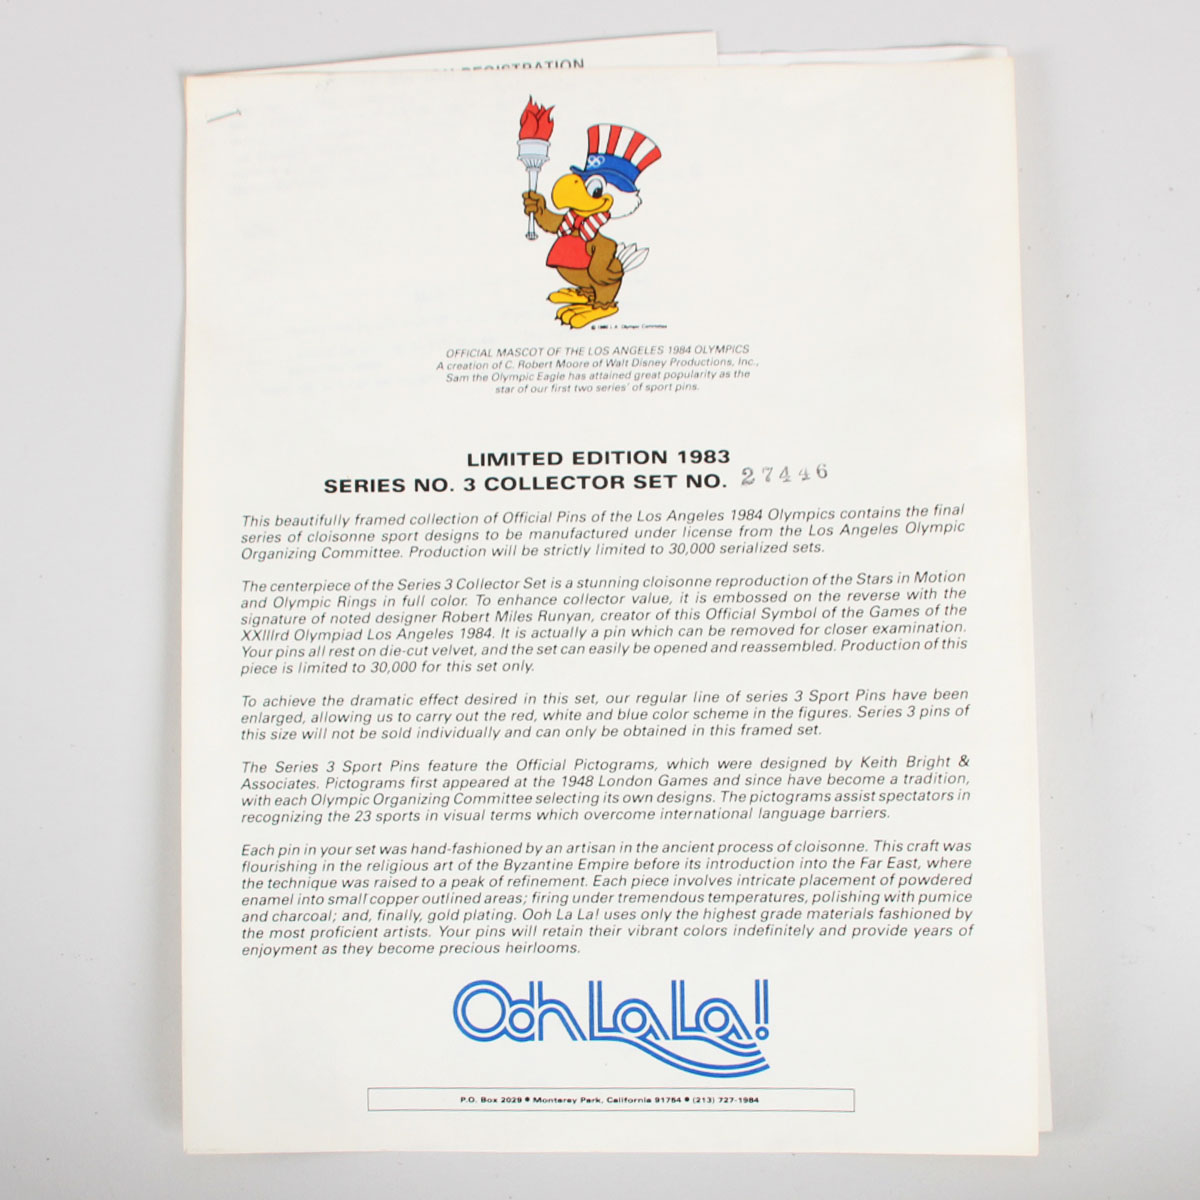 REGISTRATION
© 1980 L.A. Olympic Committee
OFFICIAL MASCOT OF THE LOS ANGELES 1984 OLYMPICS
A creation of C. Robert Moore of Walt Disney Productions, Inc.,
Sam the Olympic Eagle has attained great popularity as the
star of our first two series' of sport pins.
LIMITED EDITION 1983
SERIES NO. 3 COLLECTOR SET NO. 27446
This beautifully framed collection of Official Pins of the Los Angeles 1984 Olympics contains the final
series of cloisonne sport designs to be manufactured under license from the Los Angeles Olympic
Organizing Committee. Production will be strictly limited to 30,000 serialized sets.
The centerpiece of the Series 3 Collector Set is a stunning cloisonne reproduction of the Stars in Motion
and Olympic Rings in full color. To enhance collector value, it is embossed on the reverse with the
signature of noted designer Robert Miles Runyan, creator of this Official Symbol of the Games of the
XXIIIrd Olympiad Los Angeles 1984. It is actually a pin which can be removed for closer examination.
Your pins all rest on die-cut velvet, and the set can easily be opened and reassembled. Production of this
piece is limited to 30,000 for this set only.
To achieve the dramatic effect desired in this set, our regular line of series 3 Sport Pins have been
enlarged, allowing us to carry out the red, white and blue color scheme in the figures. Series 3 pins of
this size will not be sold individually and can only be obtained in this framed set.
The Series 3 Sport Pins feature the Official Pictograms, which were designed by Keith Bright &
Associates. Pictograms first appeared at the 1948 London Games and since have become a tradition,
with each Olympic Organizing Committee selecting its own designs. The pictograms assist spectators in
recognizing the 23 sports in visual terms which overcome international language barriers.
Each pin in your set was hand-fashioned by an artisan in the ancient process of cloisonne. This craft was
flourishing in the religious art of the Byzantine Empire before its introduction into the Far East, where
the technique was raised to a peak of refinement. Each piece involves intricate placement of powdered
enamel into small copper outlined areas; firing under tremendous temperatures, polishing with pumice
and charcoal; and, finally, gold plating. Ooh La La! uses only the highest grade materials fashioned by
the most proficient artists. Your pins will retain their vibrant colors indefinitely and provide years of
enjoyment as they become precious heirlooms.
Ooh La La!
P.O. Box 2029 • Monterey Park, California 91754 • (213) 727-1984